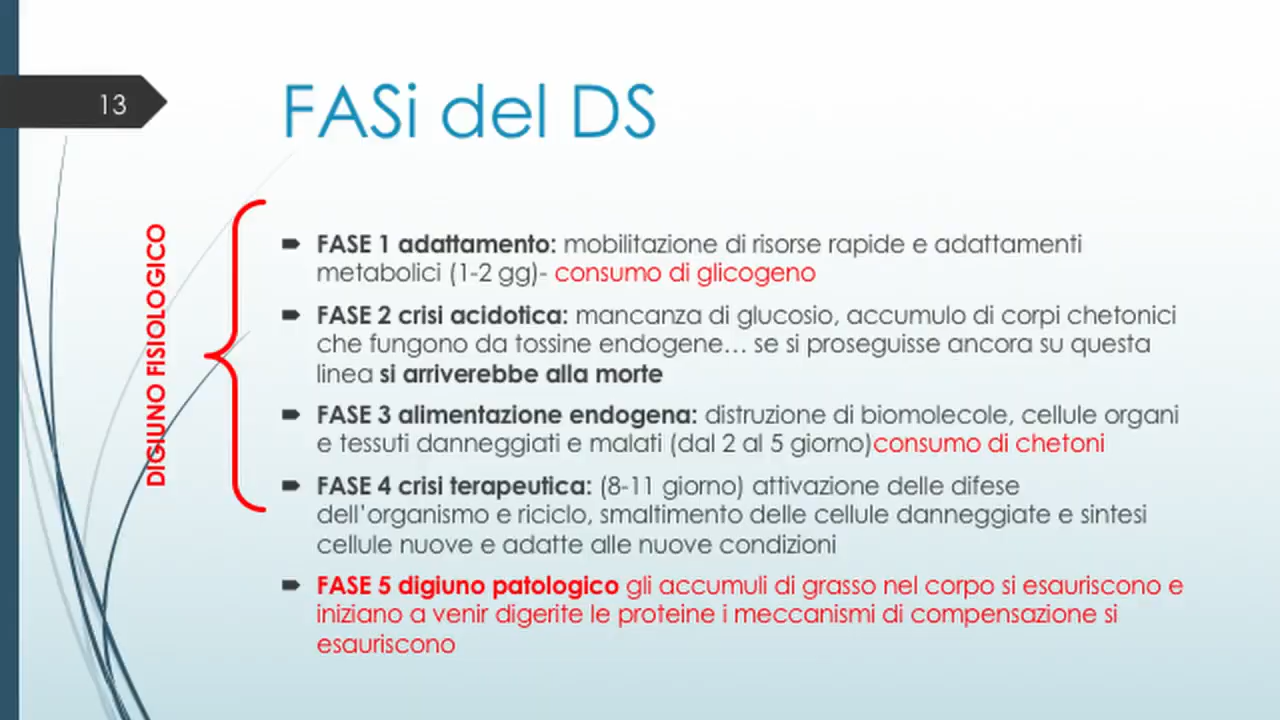 13
FASi del DS
DIGIUNO FISIOLOGICO
FASE 1 adattamento: mobilitazione di risorse rapide e adattamenti
metabolici (1-2 gg)- consumo di glicogeno
FASE 2 crisi acidotica: mancanza di glucosio, accumulo di corpi chetonici
che fungono da tossine endogene… se si proseguisse ancora su questa
linea si arriverebbe alla morte
FASE 3 alimentazione endogena: distruzione di biomolecole, cellule organi
e tessuti danneggiati e malati (dal 2 al 5 giorno)consumo di chetoni
FASE 4 crisi terapeutica: (8-11 giorno) attivazione delle difese
dell'organismo e riciclo, smaltimento delle cellule danneggiate e sintesi
cellule nuove e adatte alle nuove condizioni
FASE 5 digiuno patologico gli accumuli di grasso nel corpo si esauriscono e
iniziano a venir digerite le proteine i meccanismi di compensazione si
esauriscono